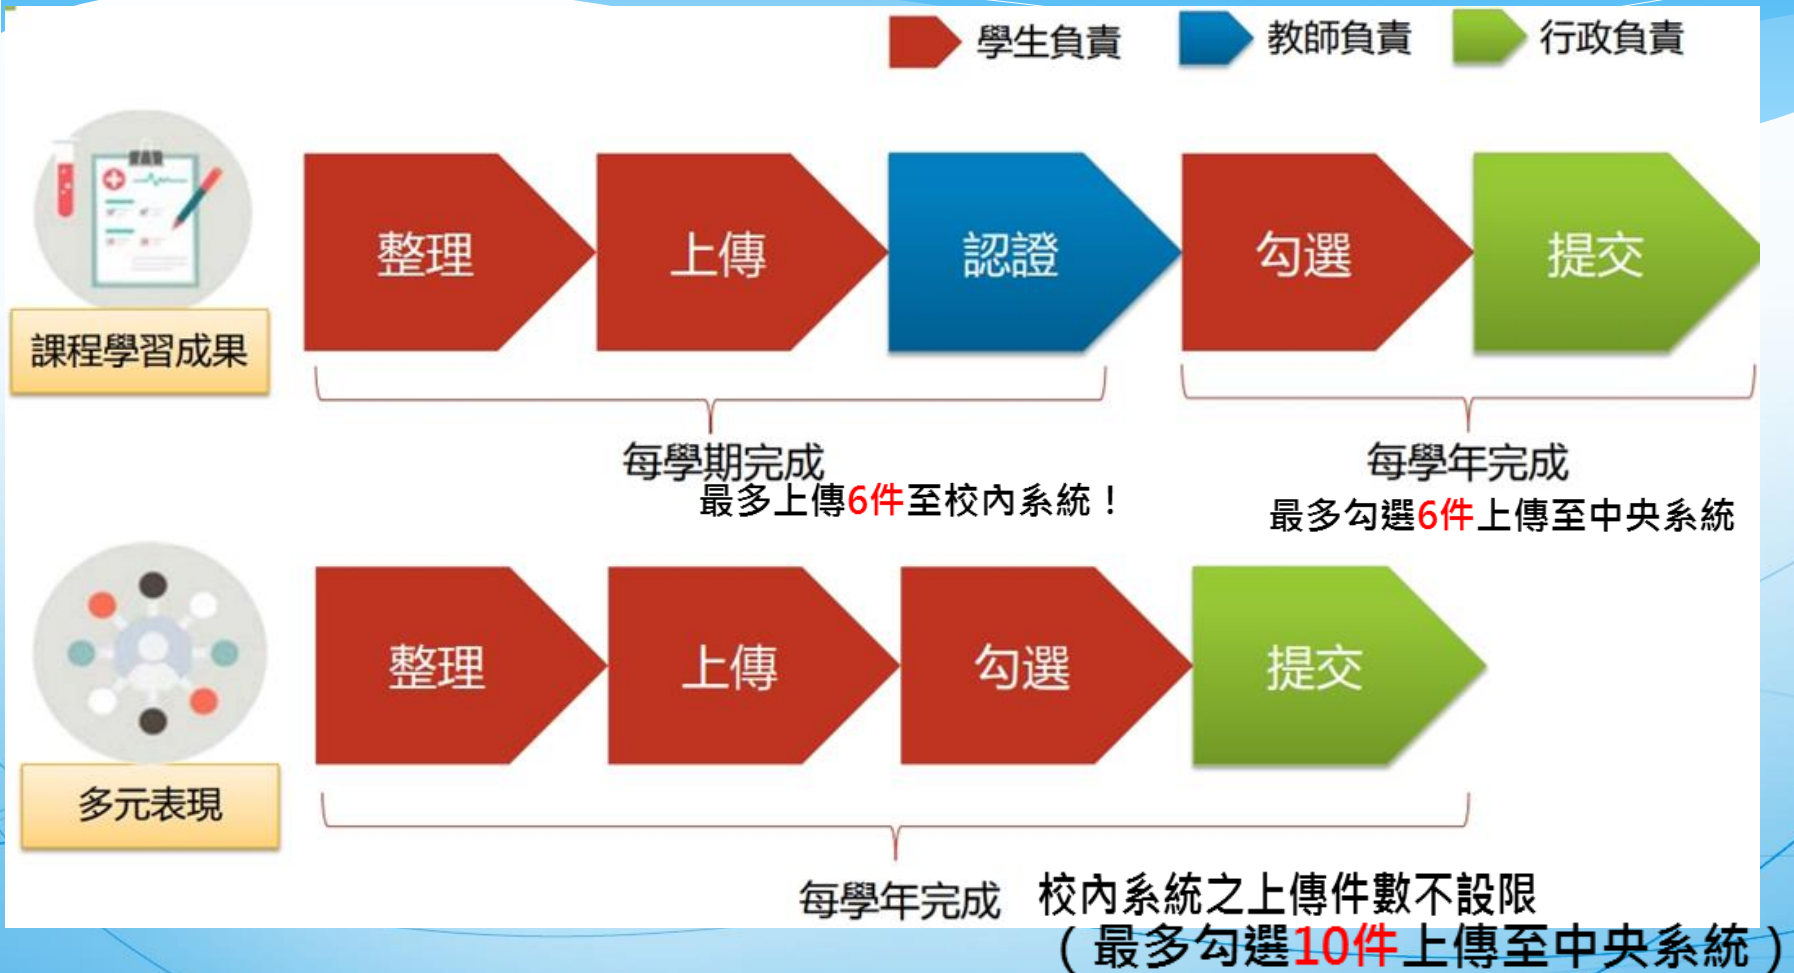 學生負責
教師負責
行政負責
整理
上傳
認證
勾選
提交
課程學習成果
每學期完成
最多上傳6件至校內系統！
每學年完成
最多勾選6件上傳至中央系統
整理
上傳
勾選
提交
多元表現
每學年完成
校內系統之上傳件數不設限
（最多勾選10件上傳至中央系統）